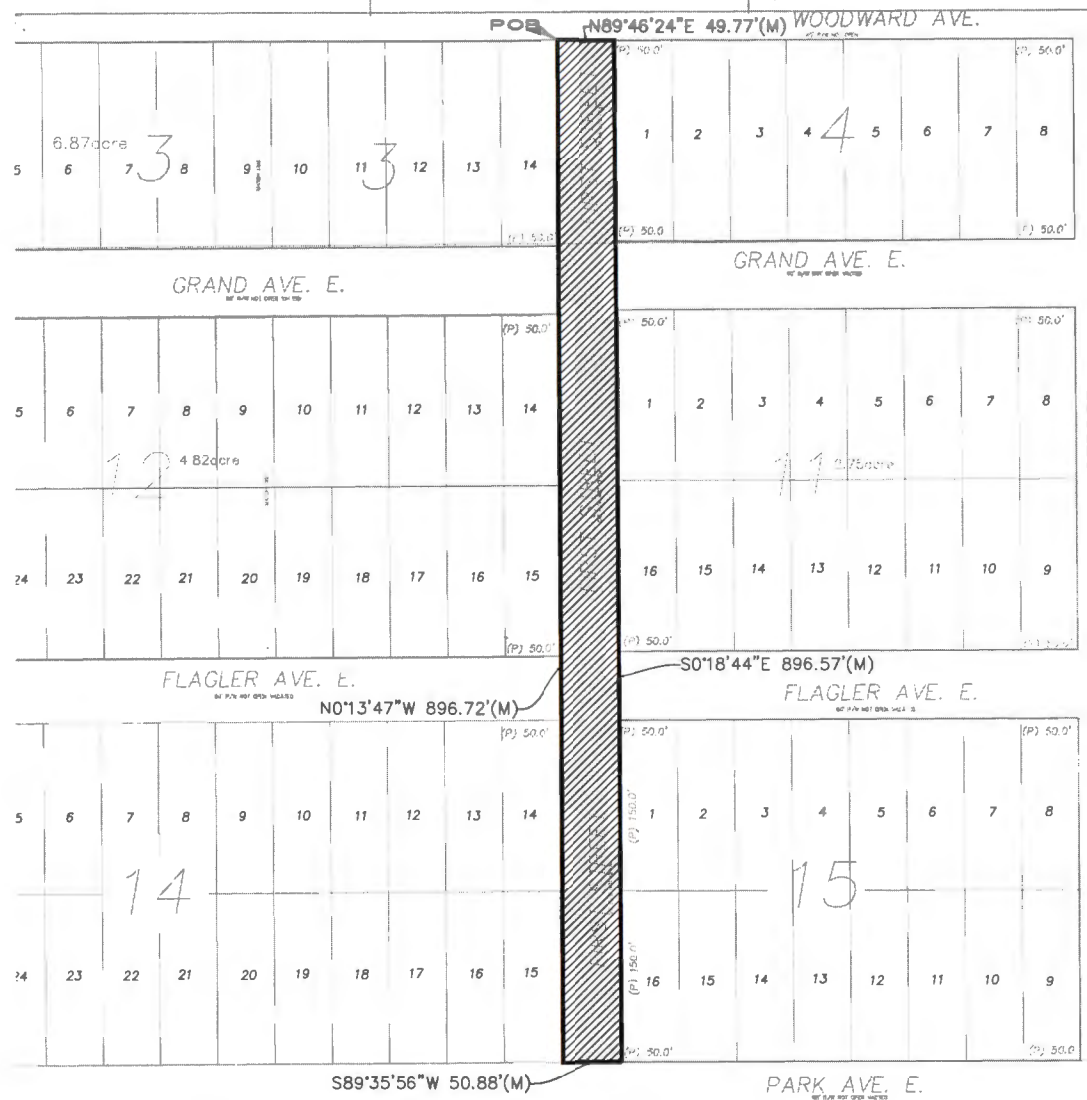 POB N89°46'24"E 49.77'(M) WOODWARD AVE.
(P) 50.0' (P) 50.0'
6.87acre
3 3 4
5 6 7 8 9 10 11 12 13 14
1 2 3 4 5 6 7 8
(P) 50.0' (P) 50.0 (P) 50.0'
GRAND AVE. E. GRAND AVE. E.
(P) 50.0' (P) 50.0' (P) 50.0'
5 6 7 8 9 10 11 12 13 14
1 2 3 4 5 6 7 8
12 4.82acre 11
24 23 22 21 20 19 18 17 16 15
16 15 14 13 12 11 10 9
(P) 50.0' (P) 50.0'
FLAGLER AVE. E. S0°18'44"E 896.57'(M)
N0°13'47"W 896.72'(M) FLAGLER AVE. E.
(P) 50.0' (P) 50.0' (P) 50.0'
5 6 7 8 9 10 11 12 13 14
(P) 150.0' 1 2 3 4 5 6 7 8
14 15
24 23 22 21 20 19 18 17 16 15
(P) 150.0' 16 15 14 13 12 11 10 9
FIRST STREET
(P) 50.0' (P) 50.0
S89°35'56"W 50.88'(M) PARK AVE. E.